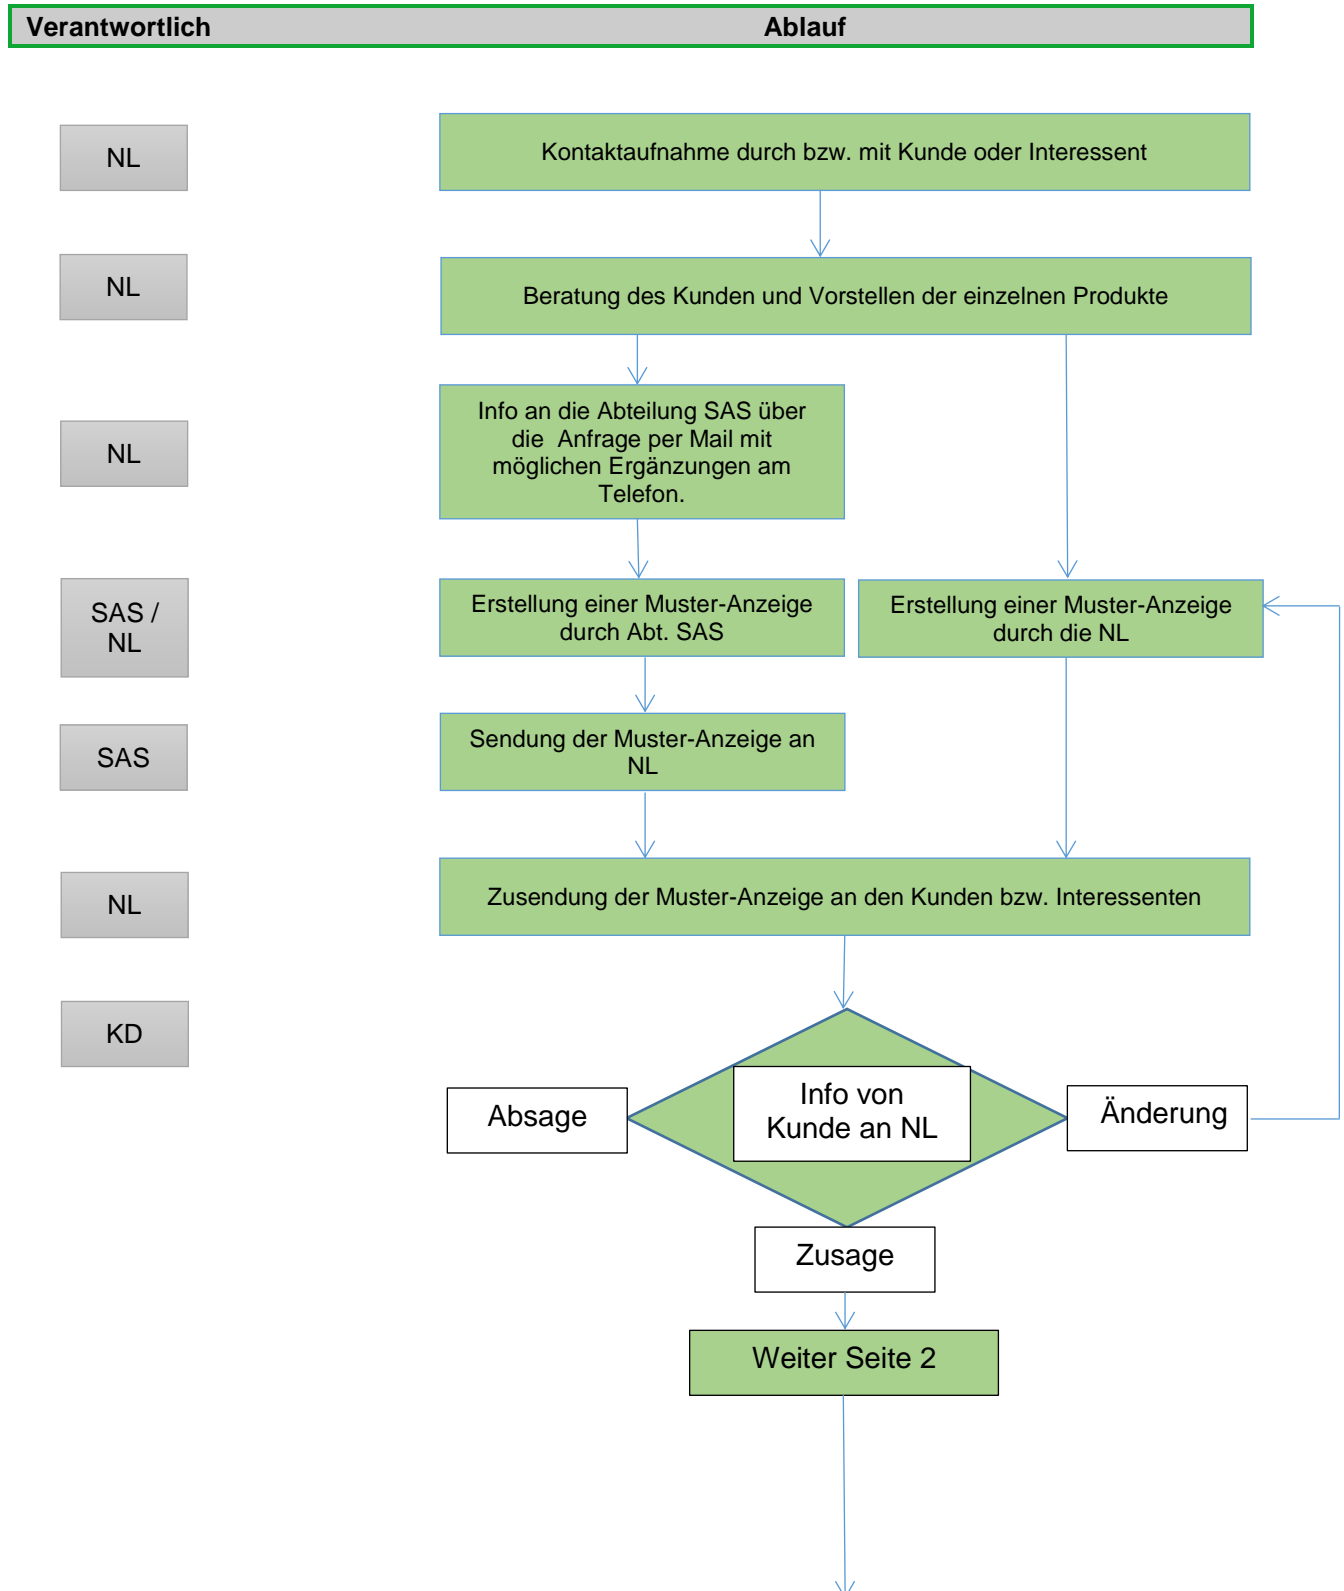 Verantwortlich Ablauf
NL
Kontaktaufnahme durch bzw. mit Kunde oder Interessent
NL
Beratung des Kunden und Vorstellen der einzelnen Produkte
NL
Info an die Abteilung SAS über
die Anfrage per Mail mit
möglichen Ergänzungen am
Telefon.
SAS /
NL
Erstellung einer Muster-Anzeige
durch Abt. SAS
Erstellung einer Muster-Anzeige
durch die NL
SAS
Sendung der Muster-Anzeige an
NL
NL
Zusendung der Muster-Anzeige an den Kunden bzw. Interessenten
KD
Absage
Info von
Kunde an NL
Änderung
Zusage
Weiter Seite 2